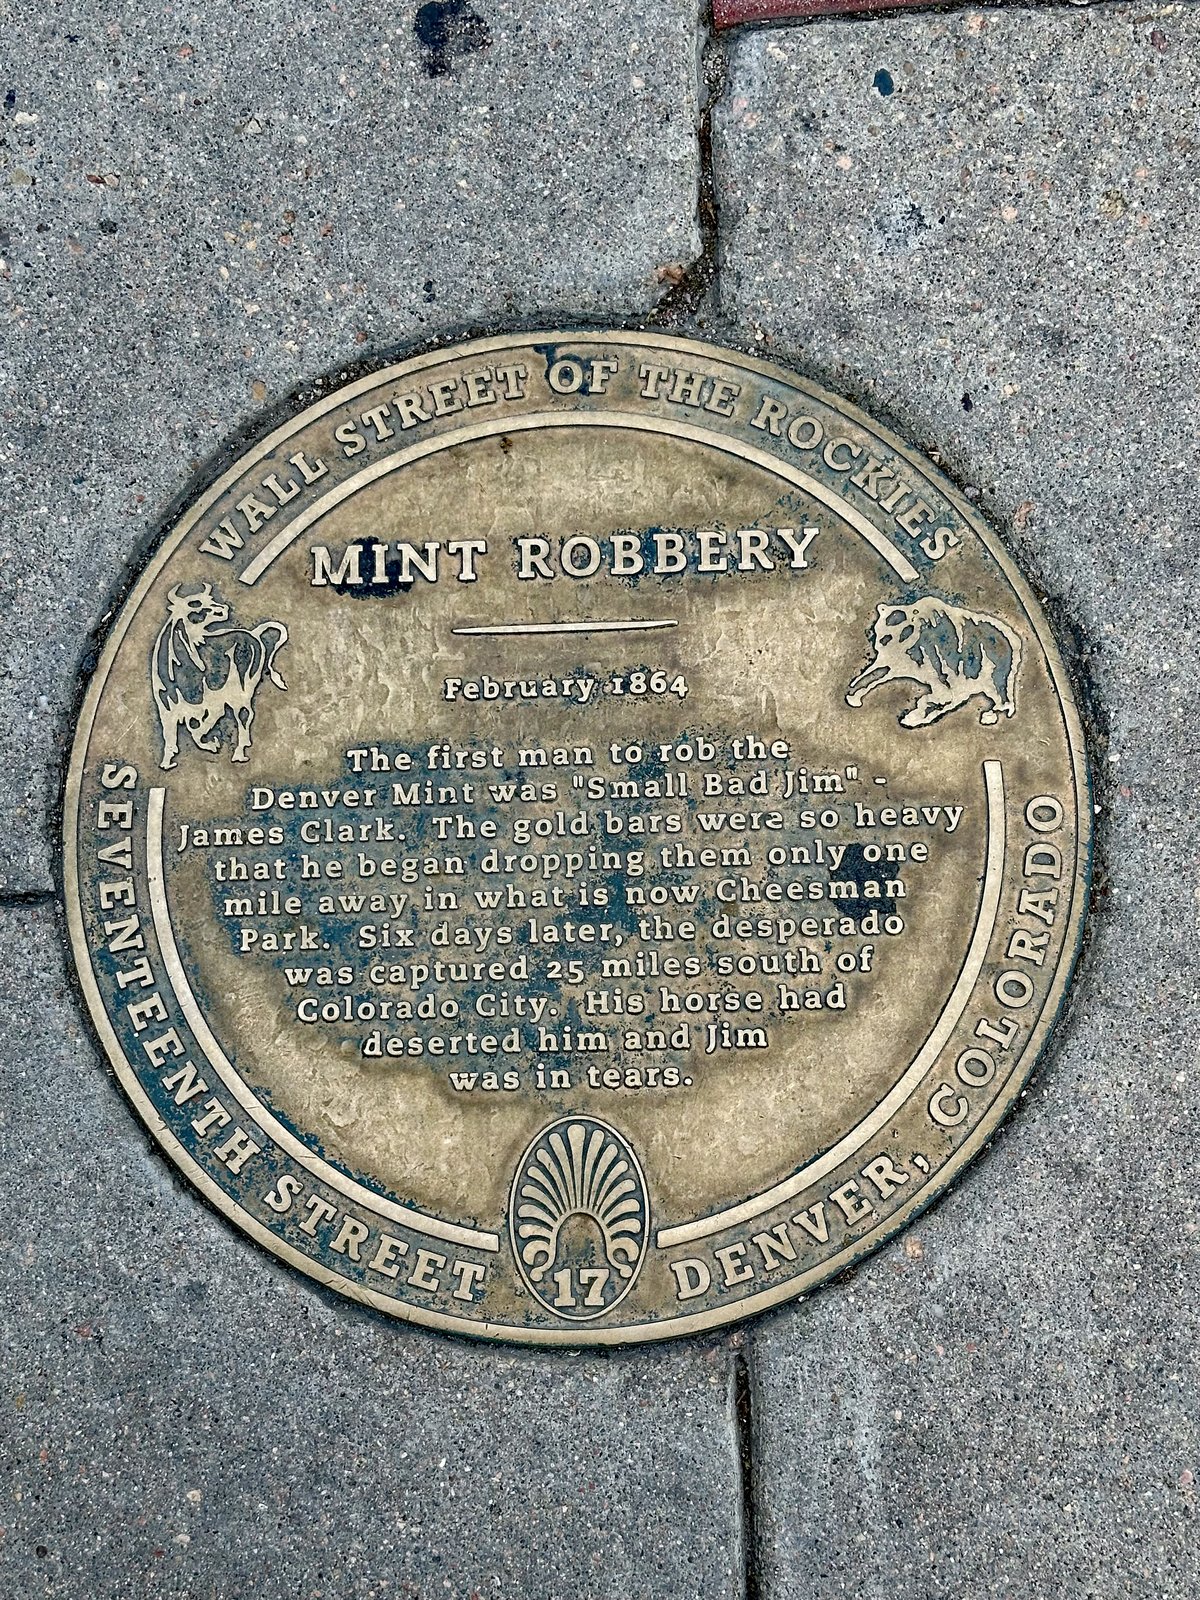 WALL STREET OF THE ROCKIES
MINT ROBBERY
February 1864
The first man to rob the
Denver Mint was "Small Bad Jim" -
James Clark.  The gold bars were so heavy
that he began dropping them only one
mile away in what is now Cheesman
Park.  Six days later, the desperado
was captured 25 miles south of
Colorado City.  His horse had
deserted him and Jim
was in tears.
SEVENTEENTH STREET
17
DENVER, COLORADO